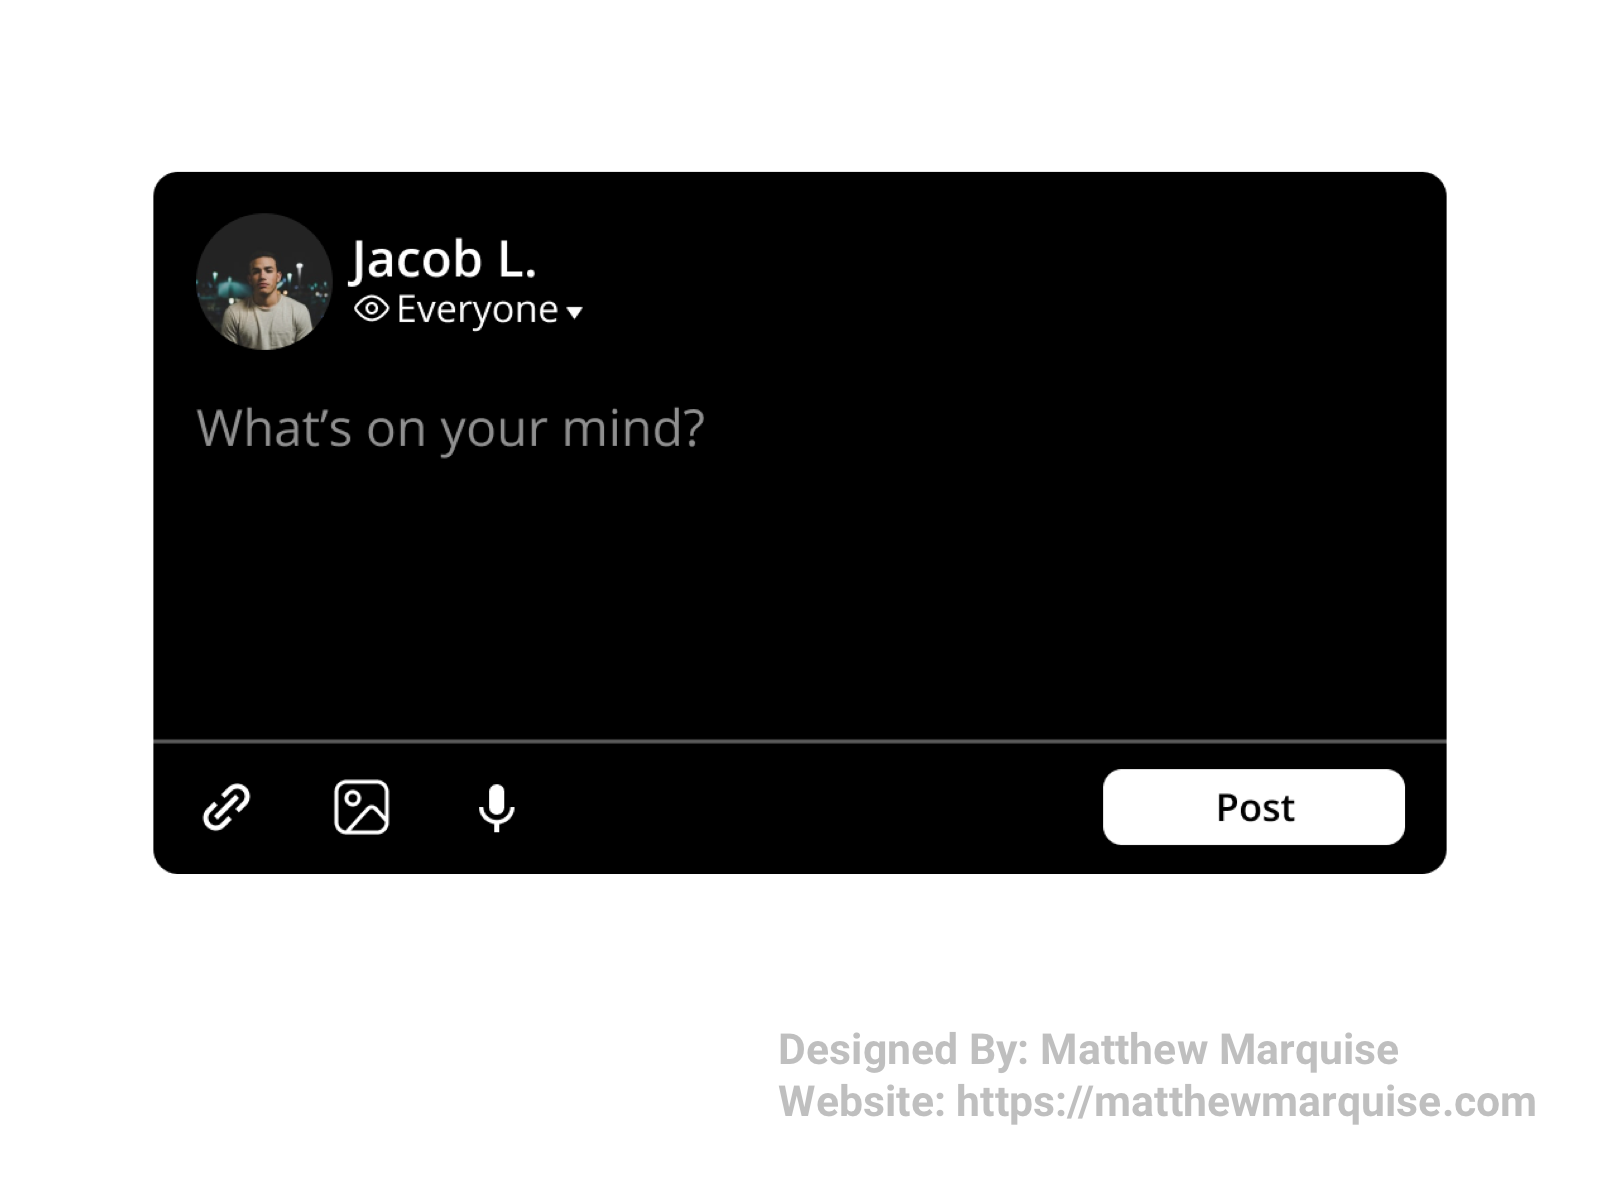 Jacob L.
Everyone
What’s on your mind?
Post
Designed By: Matthew Marquise
Website: https://matthewmarquise.com